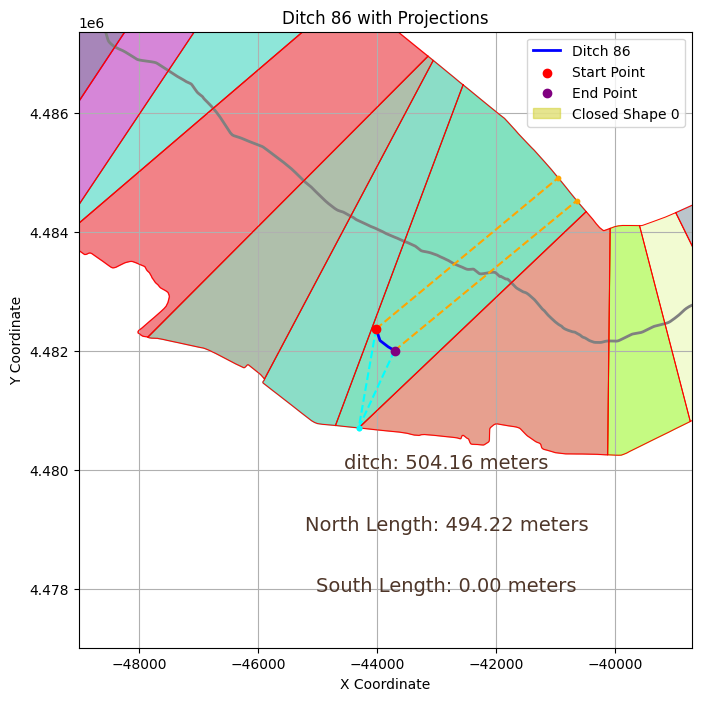 Ditch 86 with Projections
1e6
Ditch 86
Start Point
End Point
Closed Shape 0
4.486
4.484
4.482
4.480
4.478
Y Coordinate
ditch: 504.16 meters
North Length: 494.22 meters
South Length: 0.00 meters
−48000 −46000 −44000 −42000 −40000
X Coordinate